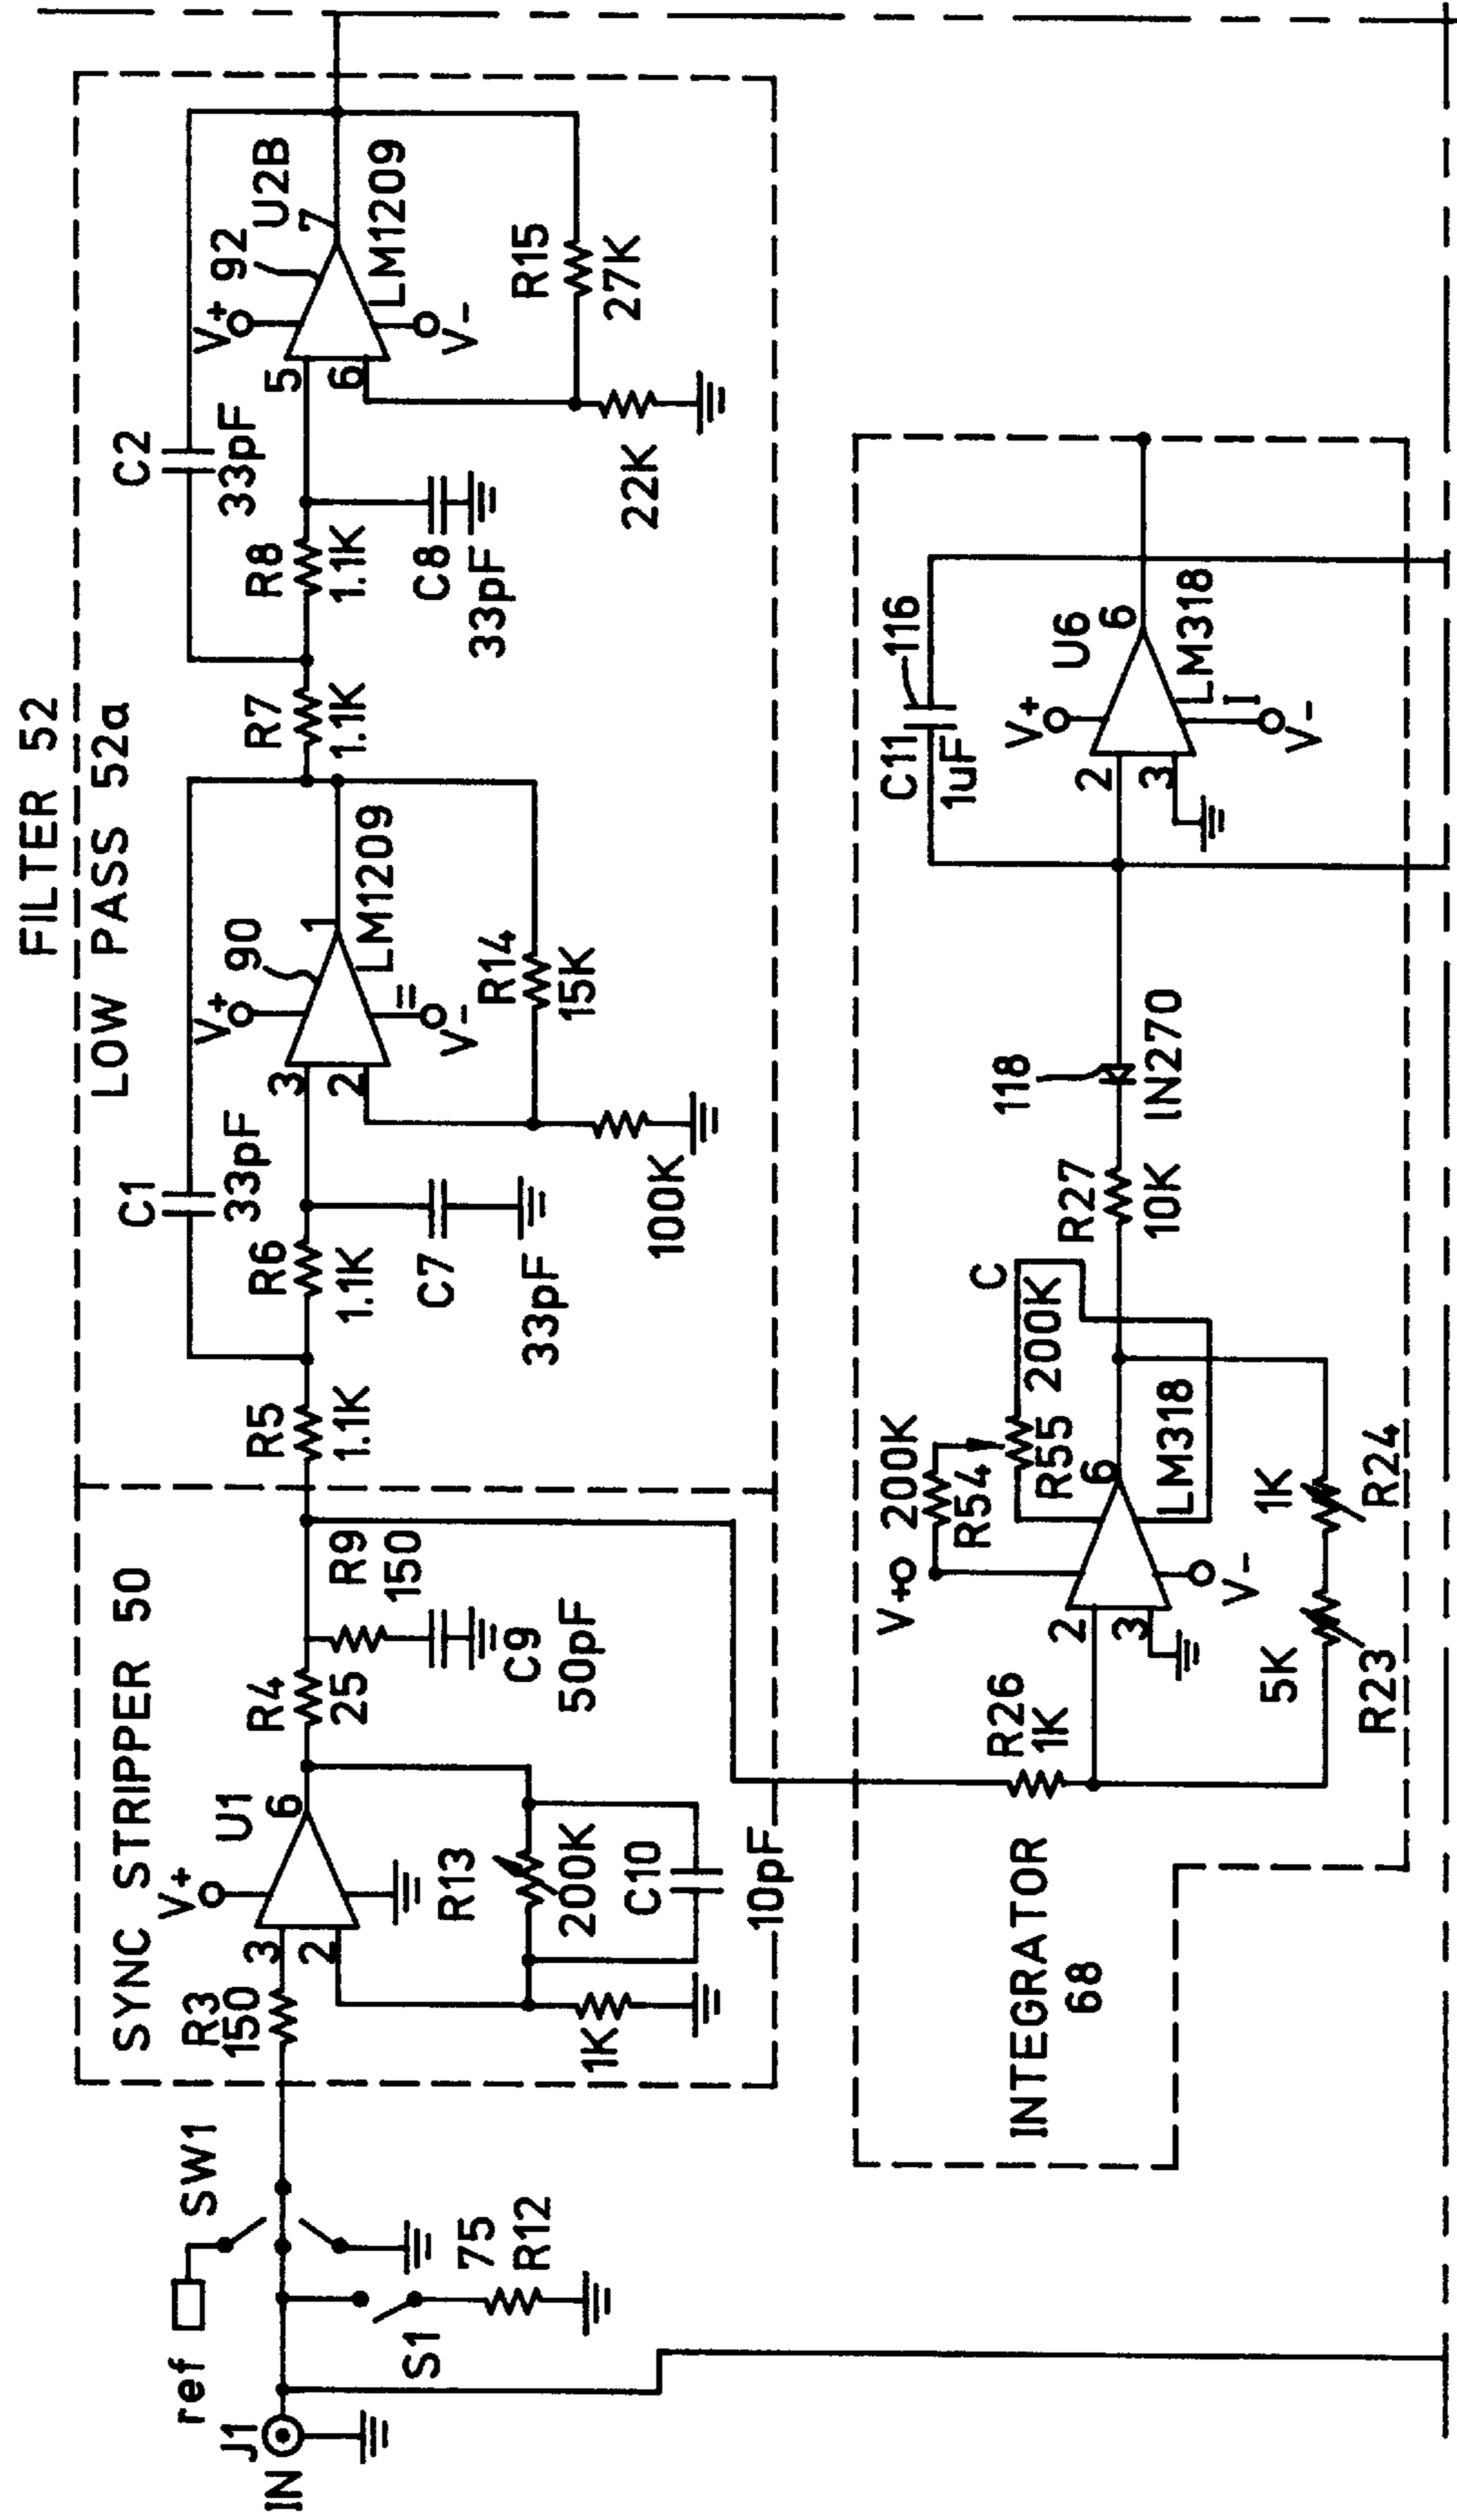 FILTER 52
SYNC STRIPPER 50
LOW PASS 52a
IN
J1
ref
SW1
S1
75
R12
R3
150
V+
U1
3
2
6
1K
R13
200K
C10
10pF
R4
25
R9
150
C9
50pF
R5
1.1K
C1
33pF
R6
1.1K
C7
33pF
V+
90
3
2
1
LM1209
V-
100K
R14
15K
R7
1.1K
C2
33pF
R8
1.1K
C8
33pF
V+
92
U2B
5
6
7
LM1209
V-
22K
R15
27K
INTEGRATOR
68
R26
1K
V+
200K
R54
C
200K
R55
2
3
6
LM318
V-
5K
R23
1K
R24
R27
10K
118
IN270
C11
1uF
116
V+
U6
2
3
6
LM318
V-